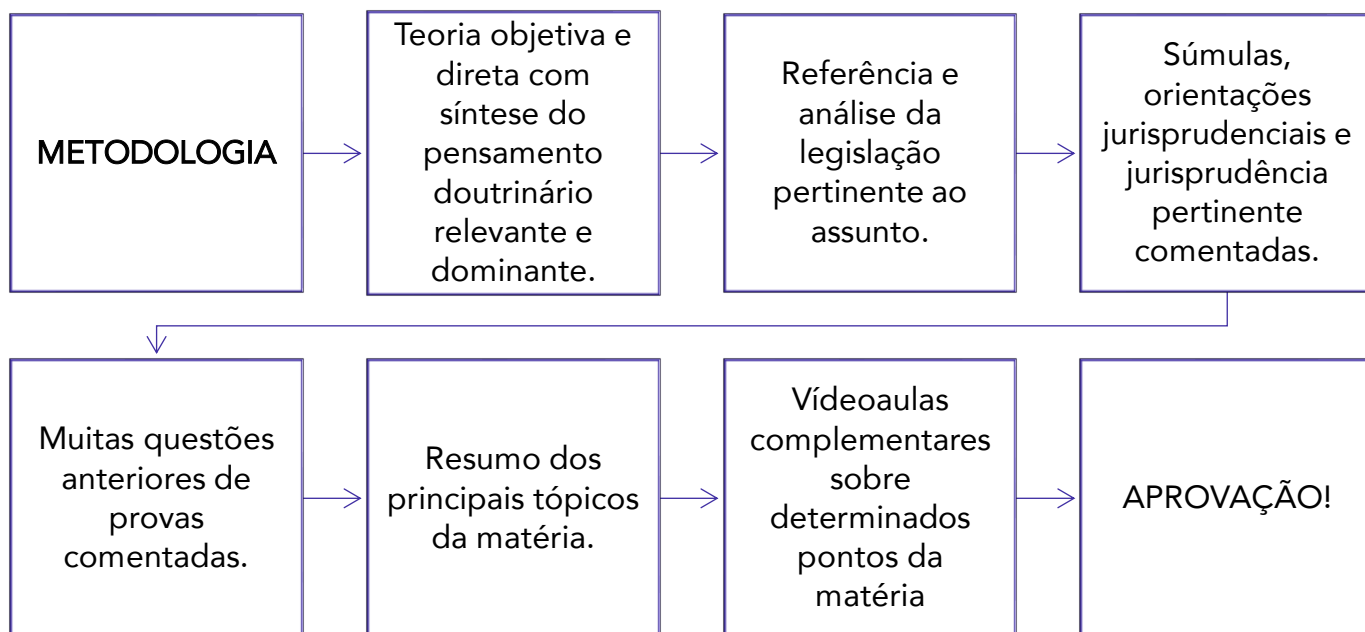 METODOLOGIA
Teoria objetiva e
direta com
síntese do
pensamento
doutrinário
relevante e
dominante.
Referência e
análise da
legislação
pertinente ao
assunto.
Súmulas,
orientações
jurisprudenciais e
jurisprudência
pertinente
comentadas.
Muitas questões
anteriores de
provas
comentadas.
Resumo dos
principais tópicos
da matéria.
Vídeoaulas
complementares
sobre
determinados
pontos da
matéria
APROVAÇÃO!